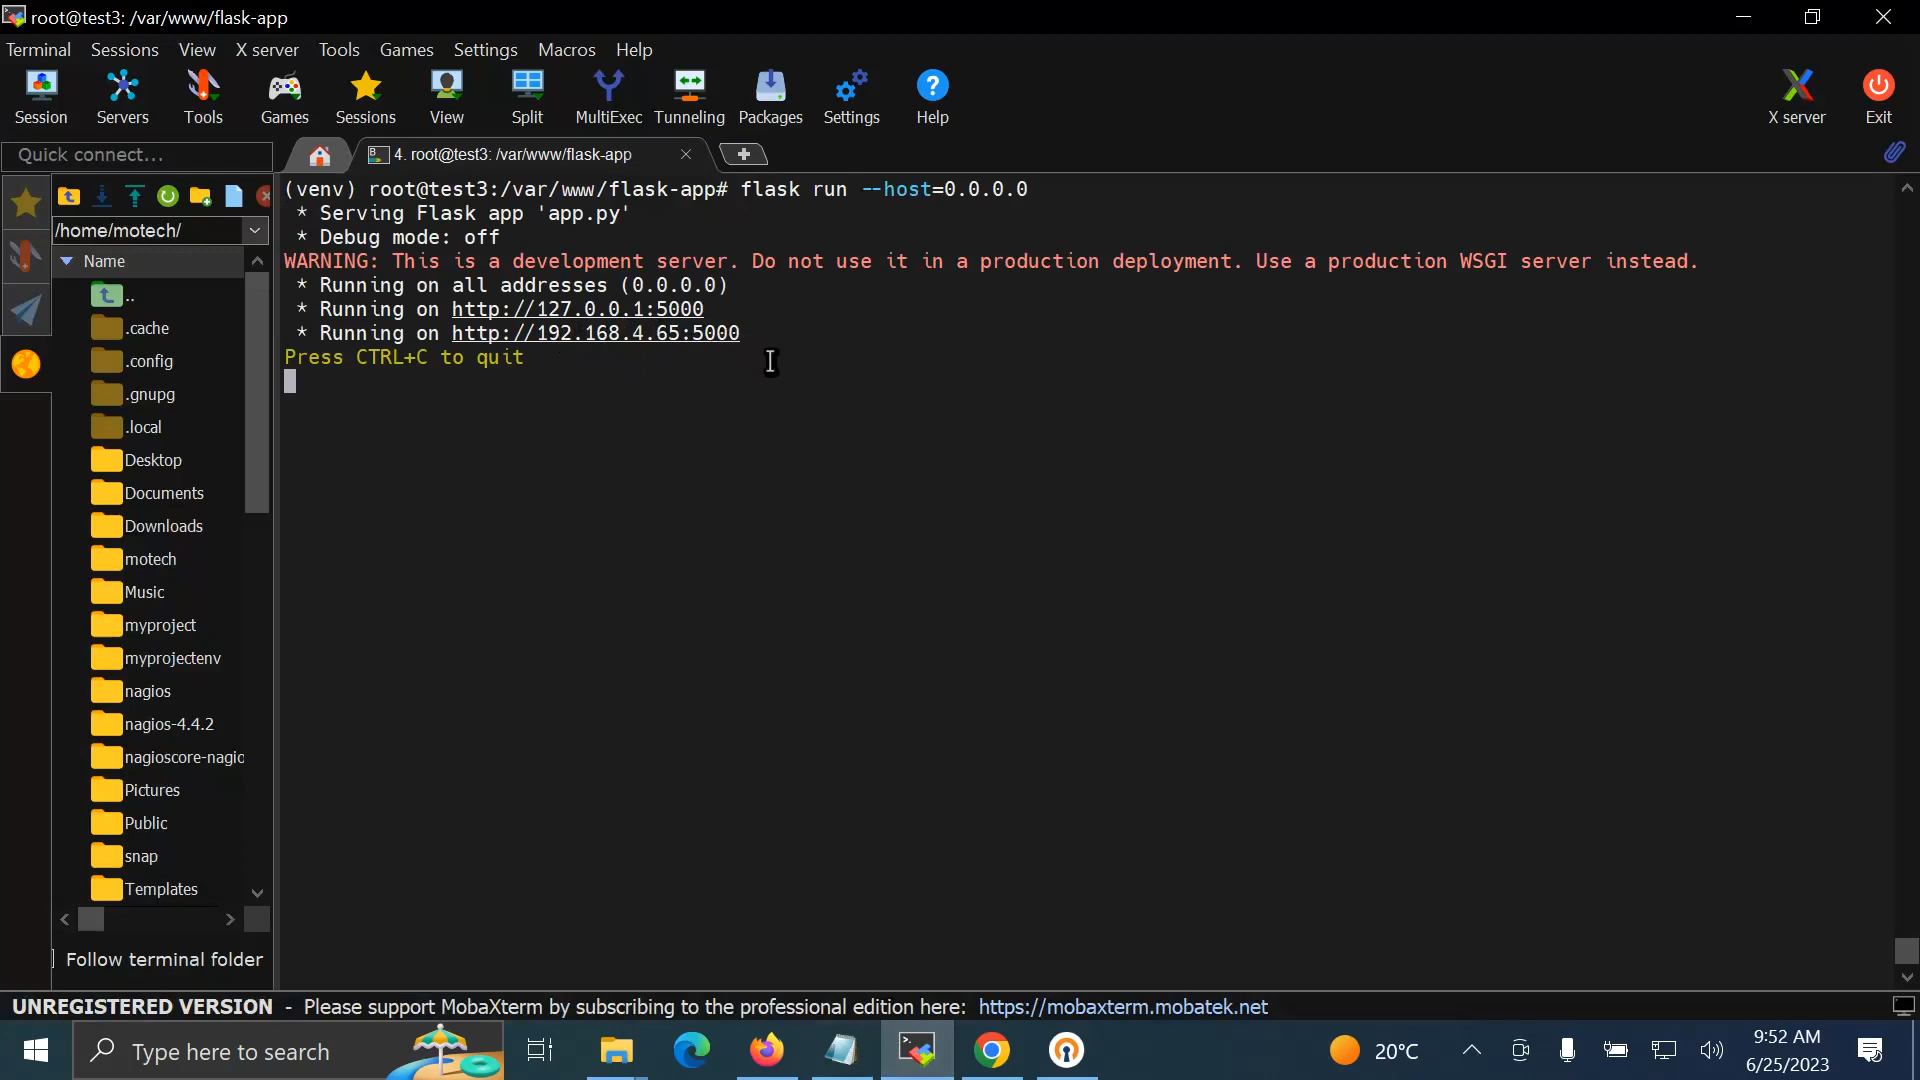 root@test3: /var/www/flask-app
Terminal Sessions View X server Tools Games Settings Macros Help
Session Servers Tools Games Sessions View Split MultiExec Tunneling Packages Settings Help X server Exit
Quick connect...
4. root@test3: /var/www/flask-app
/home/motech/
Name
..
.cache
.config
.gnupg
.local
Desktop
Documents
Downloads
motech
Music
myproject
myprojectenv
nagios
nagios-4.4.2
nagioscore-nagio
Pictures
Public
snap
Templates
Follow terminal folder
(venv) root@test3:/var/www/flask-app# flask run --host=0.0.0.0
* Serving Flask app 'app.py'
* Debug mode: off
WARNING: This is a development server. Do not use it in a production deployment. Use a production WSGI server instead.
* Running on all addresses (0.0.0.0)
* Running on http://127.0.0.1:5000
* Running on http://192.168.4.65:5000
Press CTRL+C to quit
UNREGISTERED VERSION - Please support MobaXterm by subscribing to the professional edition here: https://mobaxterm.mobatek.net
Type here to search
20°C
9:52 AM
6/25/2023